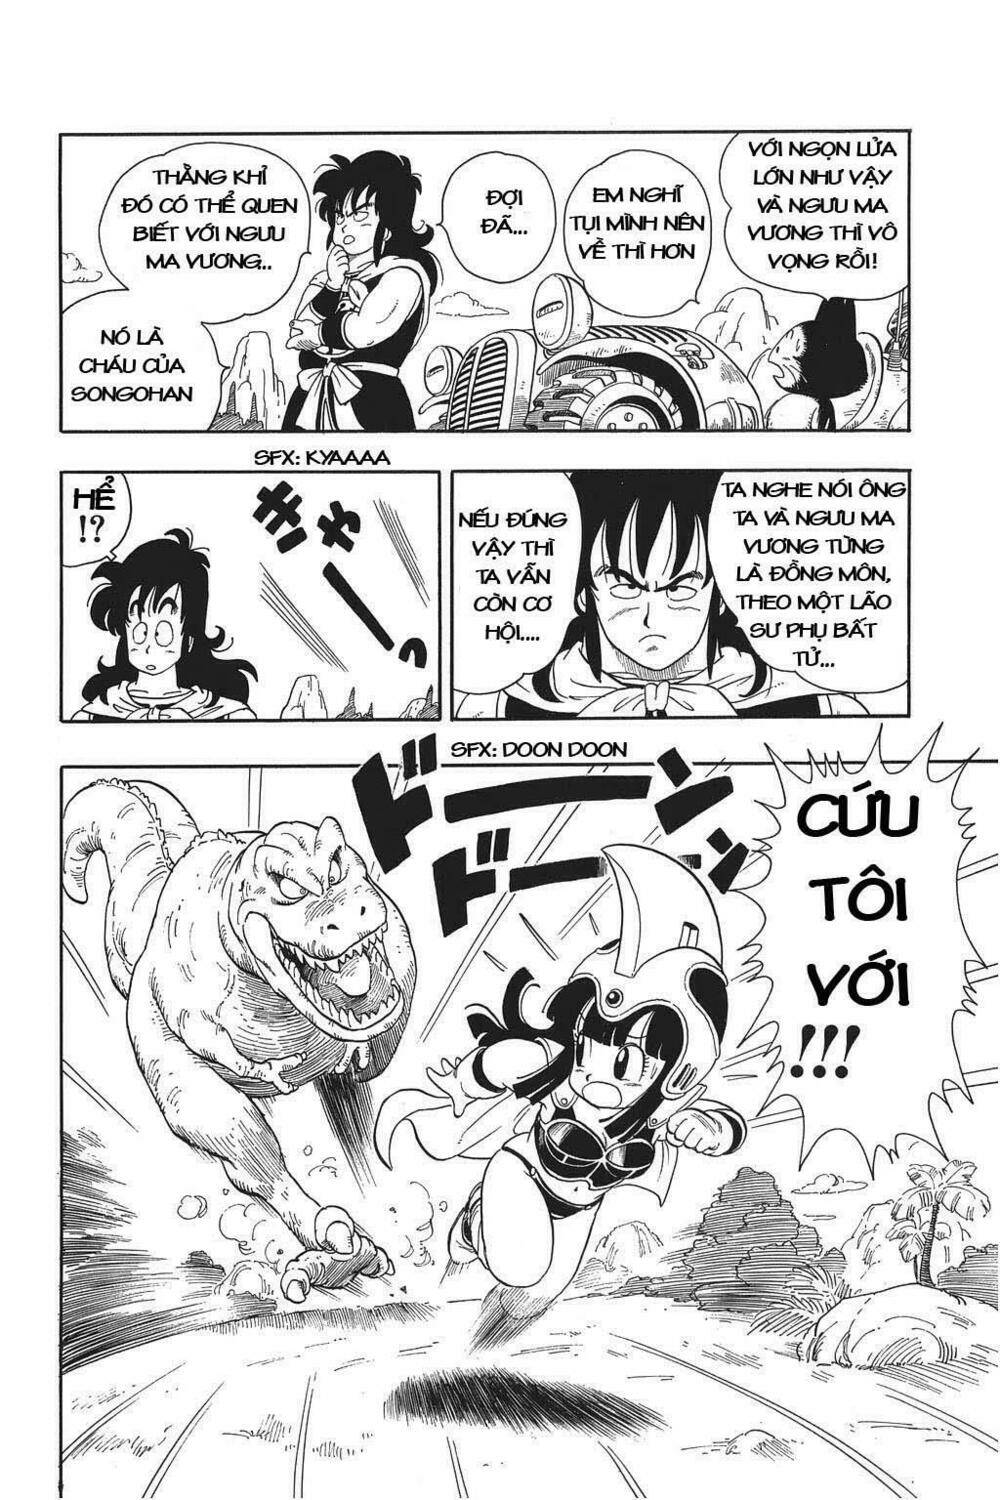 VỚI NGỌN LỬA
LỚN NHƯ VẬY
VÀ NGƯU MA
VƯƠNG THÌ VÔ
VỌNG RỒI!
EM NGHĨ
TỤI MÌNH NÊN
VỀ THÌ HƠN
ĐỢI
ĐÃ...
THẰNG KHỈ
ĐÓ CÓ THỂ QUEN
BIẾT VỚI NGƯU
MA VƯƠNG..
NÓ LÀ
CHÁU CỦA
SONGOHAN
TA NGHE NÓI ÔNG
TA VÀ NGƯU MA
VƯƠNG TỪNG
LÀ ĐỒNG MÔN,
THEO MỘT LÃO
SƯ PHỤ BẤT
TỬ...
NẾU ĐÚNG
VẬY THÌ
TA VẪN
CÒN CƠ
HỘI....
SFX: KYAAAA
きゃーっ
HỂ
!?
SFX: DOON DOON
ドーン
ドーン
CỨU
TÔI
VỚI
!!!